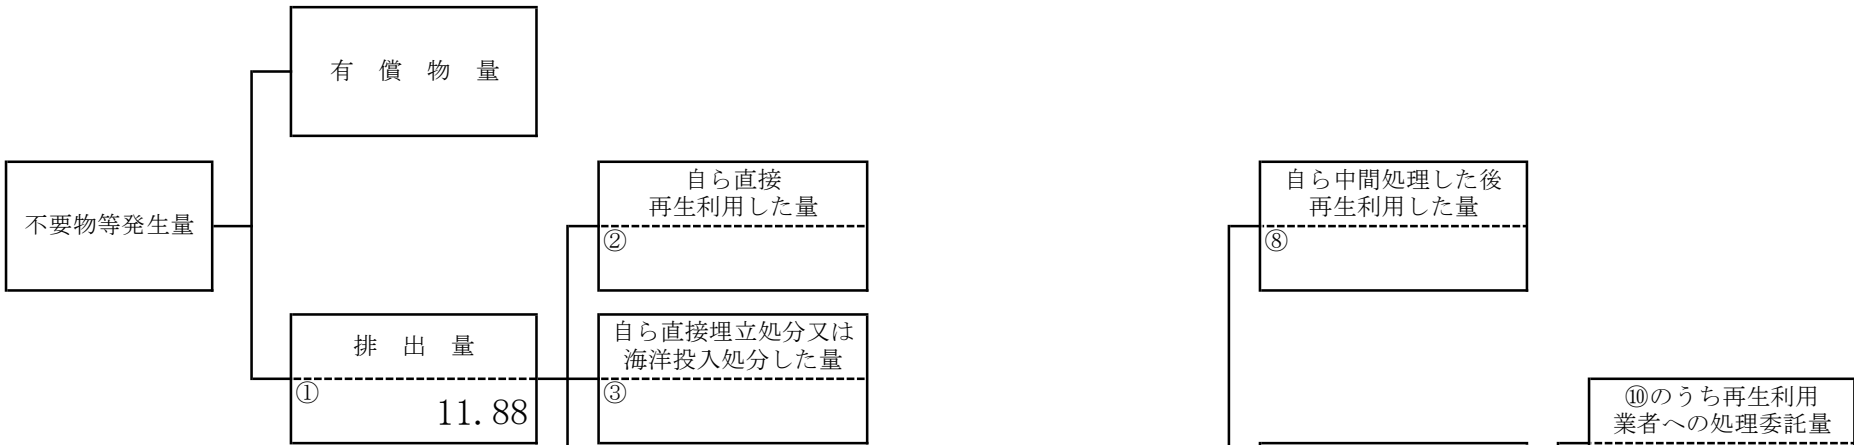 有 償 物 量
不要物等発生量
自ら直接
再生利用した量
②
自ら中間処理した後
再生利用した量
⑧
排 出 量
①
11.88
自ら直接埋立処分又は
海洋投入処分した量
③
⑩のうち再生利用
業者への処理委託量